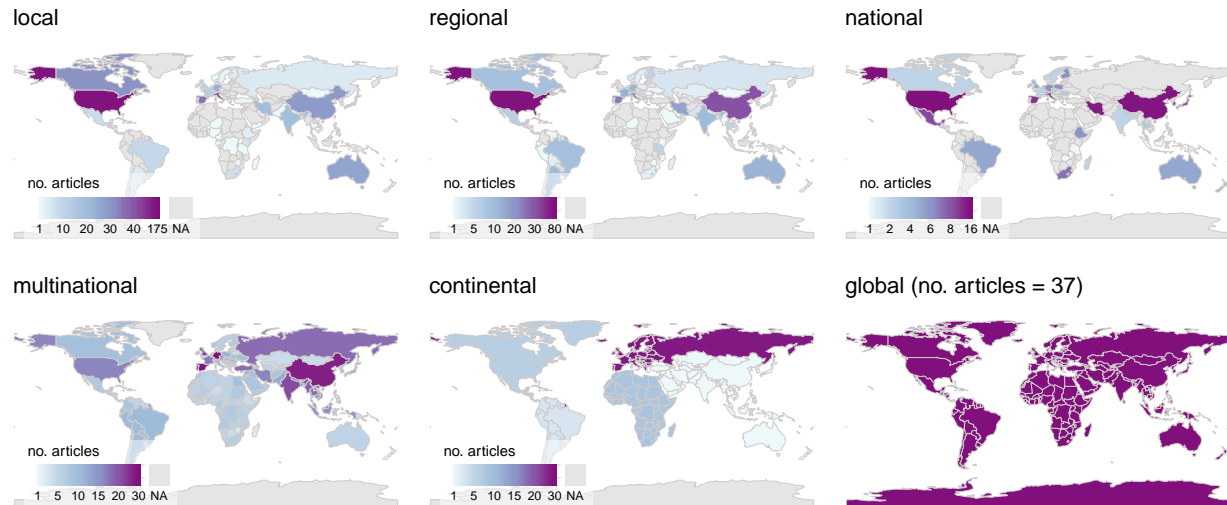 local
regional
national
no. articles
1 10 20 30 40 175 NA
no. articles
1 5 10 20 30 80 NA
no. articles
1 2 4 6 8 16 NA
multinational
continental
global (no. articles = 37)
no. articles
1 5 10 15 20 30 NA
no. articles
1 2 5 10 20 30 NA